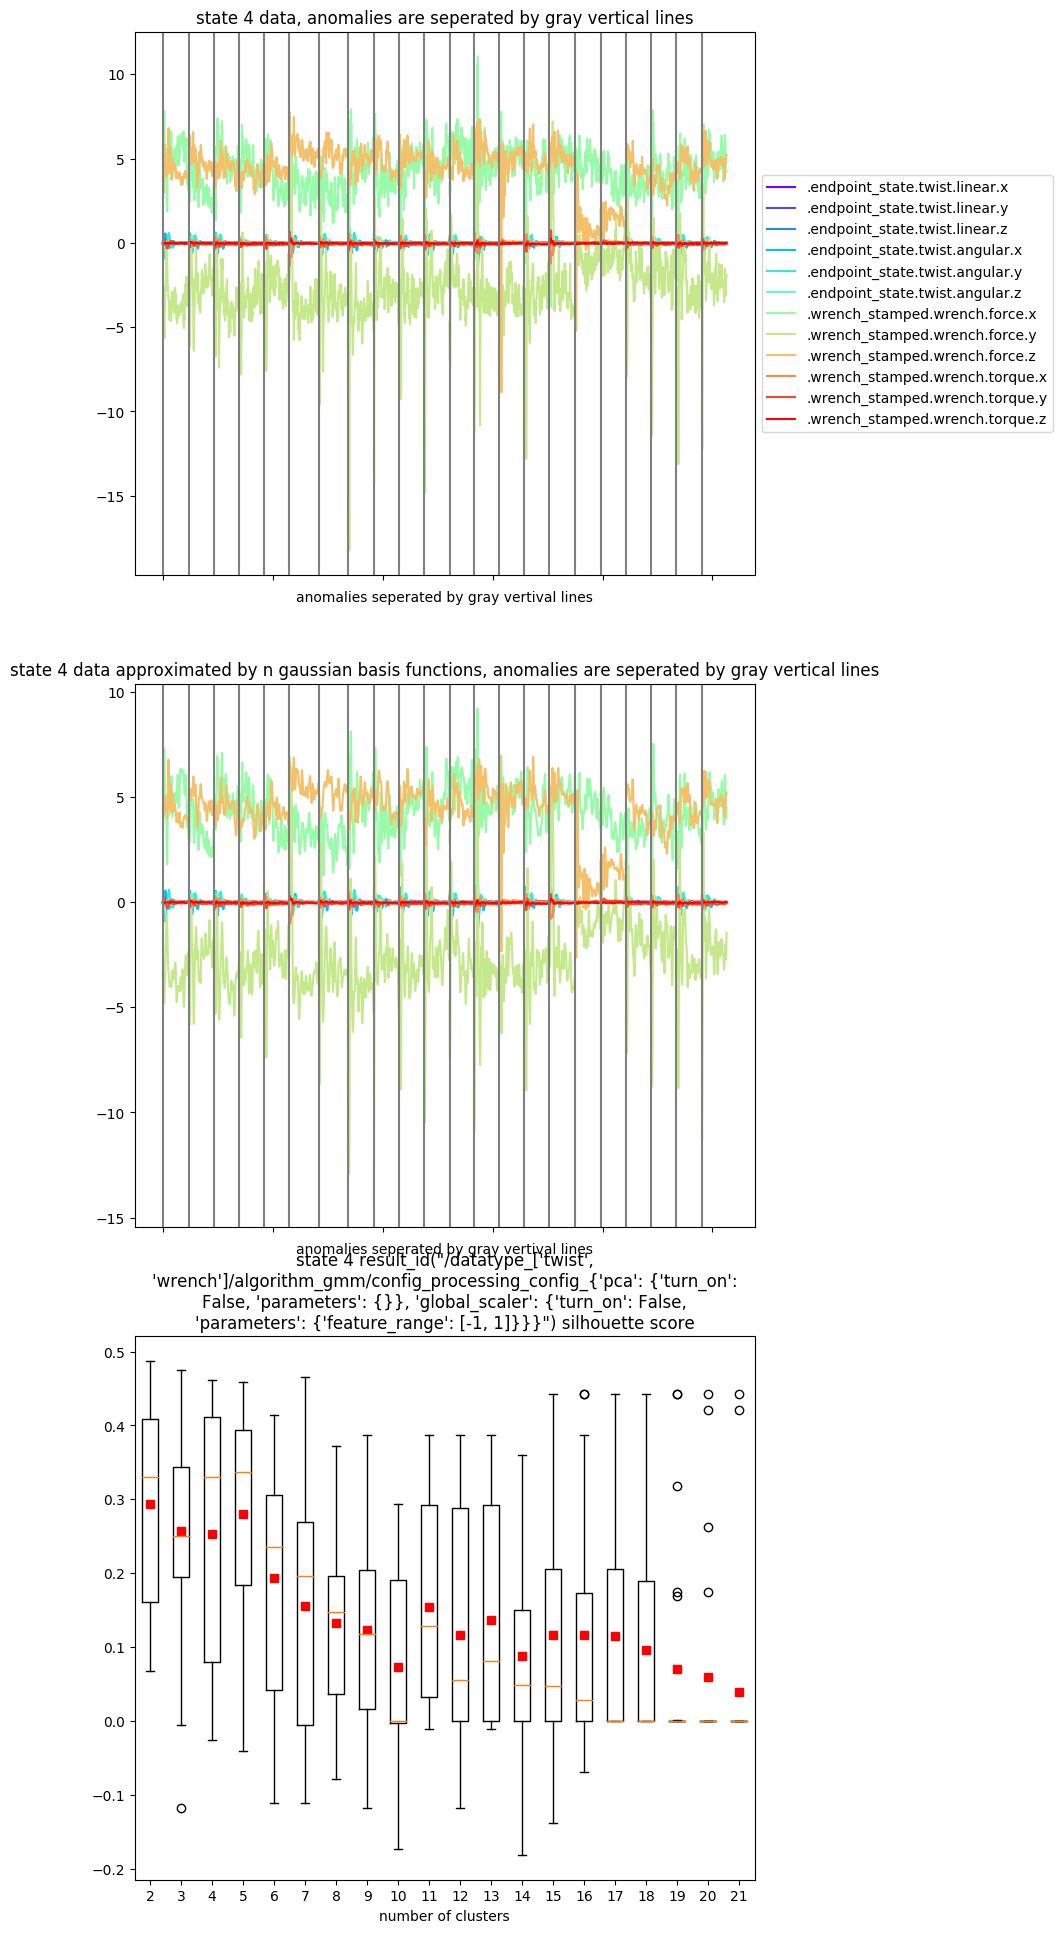 state 4 data, anomalies are seperated by gray vertical lines
10
5
0
−5
−10
−15
anomalies seperated by gray vertival lines
.endpoint_state.twist.linear.x
.endpoint_state.twist.linear.y
.endpoint_state.twist.linear.z
.endpoint_state.twist.angular.x
.endpoint_state.twist.angular.y
.endpoint_state.twist.angular.z
.wrench_stamped.wrench.force.x
.wrench_stamped.wrench.force.y
.wrench_stamped.wrench.force.z
.wrench_stamped.wrench.torque.x
.wrench_stamped.wrench.torque.y
.wrench_stamped.wrench.torque.z
state 4 data approximated by n gaussian basis functions, anomalies are seperated by gray vertical lines
10
5
0
−5
−10
−15
anomalies seperated by gray vertival lines
state 4 result_id("/datatype_['twist',
'wrench']/algorithm_gmm/config_processing_config_{'pca': {'turn_on':
False, 'parameters': {}}, 'global_scaler': {'turn_on': False,
'parameters': {'feature_range': [-1, 1]}}}") silhouette score
0.5
0.4
0.3
0.2
0.1
0.0
−0.1
−0.2
2 3 4 5 6 7 8 9 10 11 12 13 14 15 16 17 18 19 20 21
number of clusters